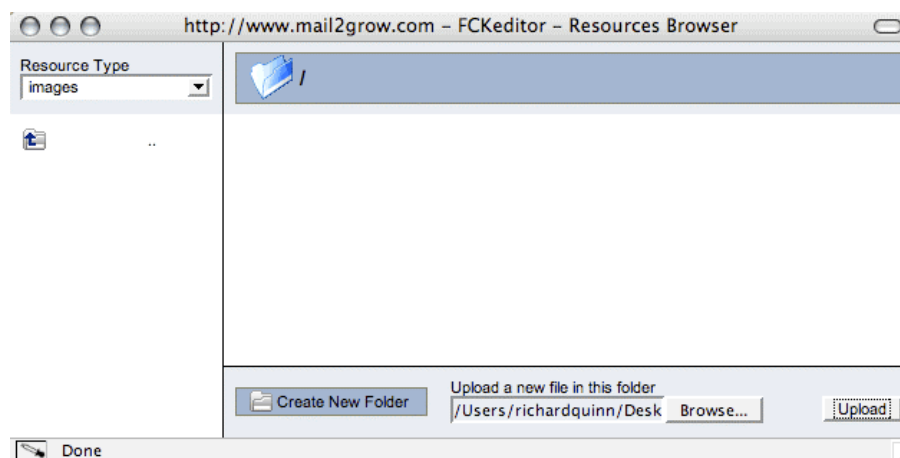 http://www.mail2grow.com – FCKeditor – Resources Browser
Resource Type
images
/
..
Create New Folder
Upload a new file in this folder
/Users/richardquinn/Desk
Browse...
Upload
Done